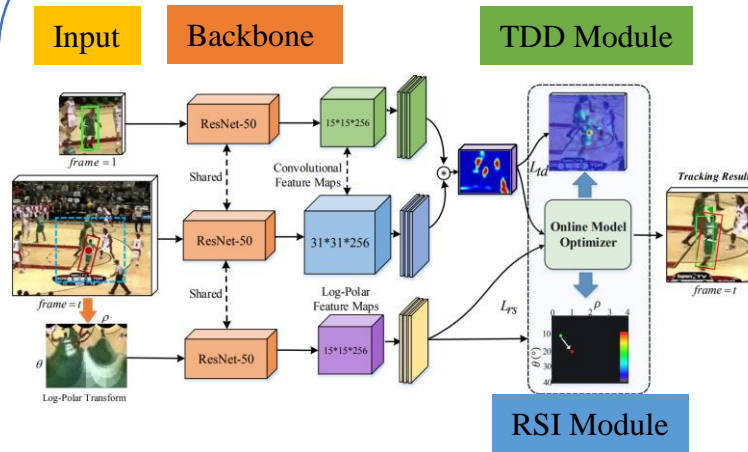 Input
Backbone
TDD Module
ResNet-50
15*15*256
frame = 1
Shared
Convolutional
Feature Maps
L_td
Tracking Result
ResNet-50
31*31*256
Online Model
Optimizer
frame = t
frame = t
Shared
Log-Polar
Feature Maps
L_rs
ρ
ρ
0 1 2 3 4
θ
ResNet-50
15*15*256
θ (°)
10
20
30
40
Log-Polar Transform
RSI Module